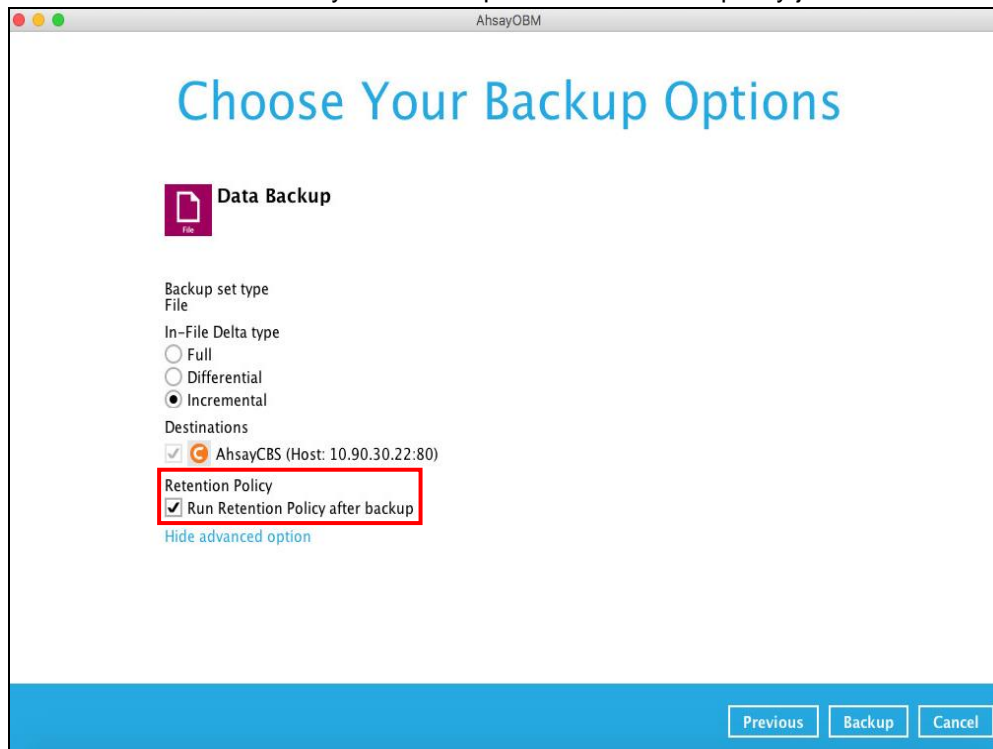 AhsayOBM
Choose Your Backup Options
Data Backup
File
Backup set type
File
In-File Delta type
Full
Differential
Incremental
Destinations
AhsayCBS (Host: 10.90.30.22:80)
Retention Policy
Run Retention Policy after backup
Hide advanced option
Previous Backup Cancel